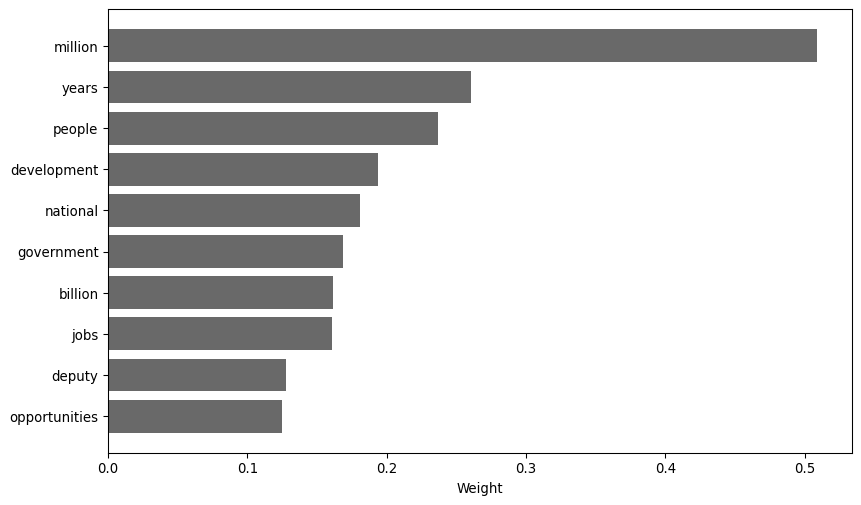 million
years
people
development
national
government
billion
jobs
deputy
opportunities
0.0 0.1 0.2 0.3 0.4 0.5
Weight